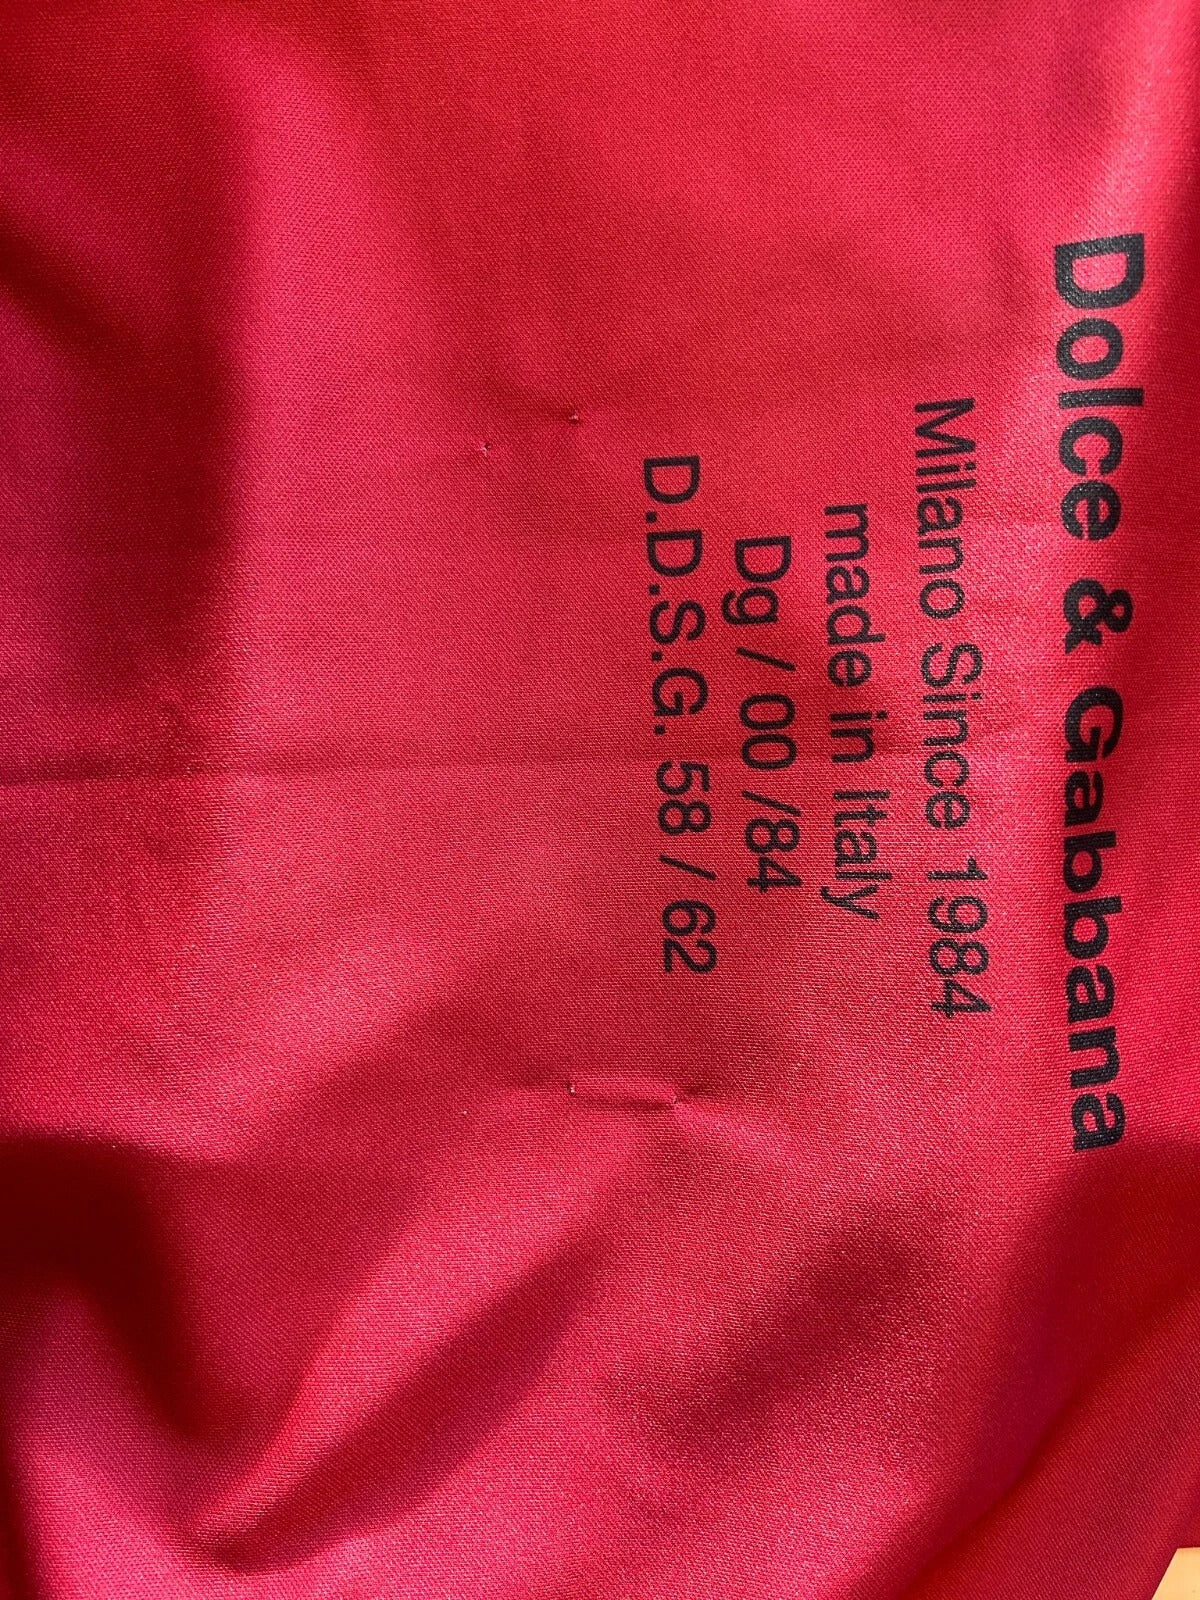 Dolce & Gabbana
Milano Since 1984
made in Italy
Dg / 00 /84
D.D.S.G. 58 / 62